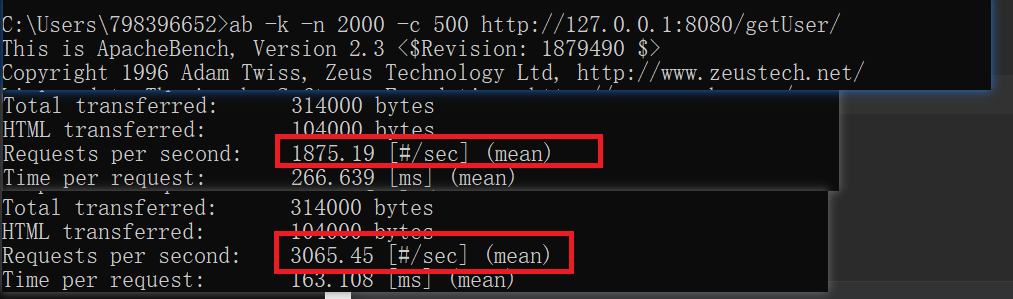 C:\Users\798396652>ab -k -n 2000 -c 500 http://127.0.0.1:8080/getUser/
This is ApacheBench, Version 2.3 <$Revision: 1879490 $>
Copyright 1996 Adam Twiss, Zeus Technology Ltd, http://www.zeustech.net/
Total transferred: 314000 bytes
HTML transferred: 104000 bytes
Requests per second: 1875.19 [#/sec] (mean)
Time per request: 266.639 [ms] (mean)
Total transferred: 314000 bytes
HTML transferred: 104000 bytes
Requests per second: 3065.45 [#/sec] (mean)
Time per request: 163.108 [ms] (mean)